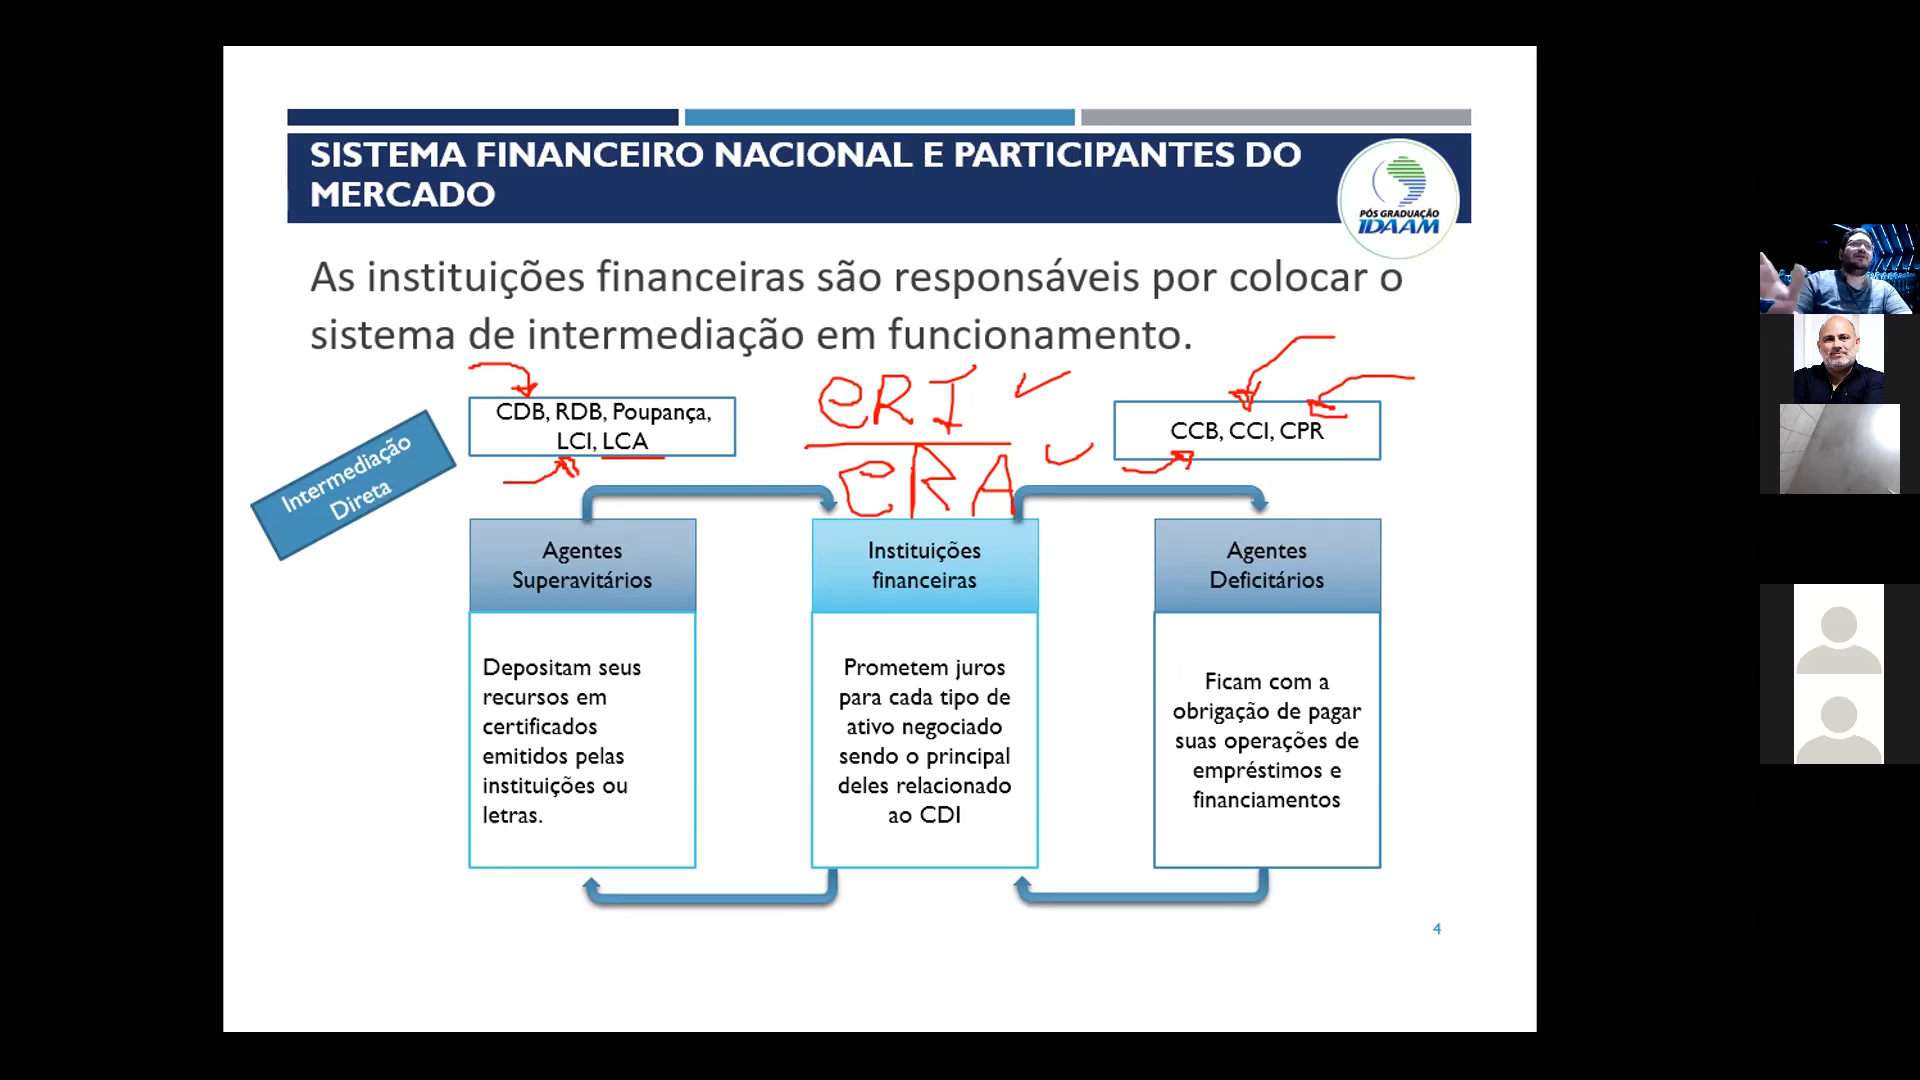 SISTEMA FINANCEIRO NACIONAL E PARTICIPANTES DO
MERCADO
PÓS GRADUAÇÃO
IDAAM
As instituições financeiras são responsáveis por colocar o
sistema de intermediação em funcionamento.
Intermediação
Direta
CDB, RDB, Poupança,
LCI, LCA
CRI
CRA
CCB, CCI, CPR
Agentes
Superavitários
Depositam seus
recursos em
certificados
emitidos pelas
instituições ou
letras.
Instituições
financeiras
Prometem juros
para cada tipo de
ativo negociado
sendo o principal
deles relacionado
ao CDI
Agentes
Deficitários
Ficam com a
obrigação de pagar
suas operações de
empréstimos e
financiamentos
4